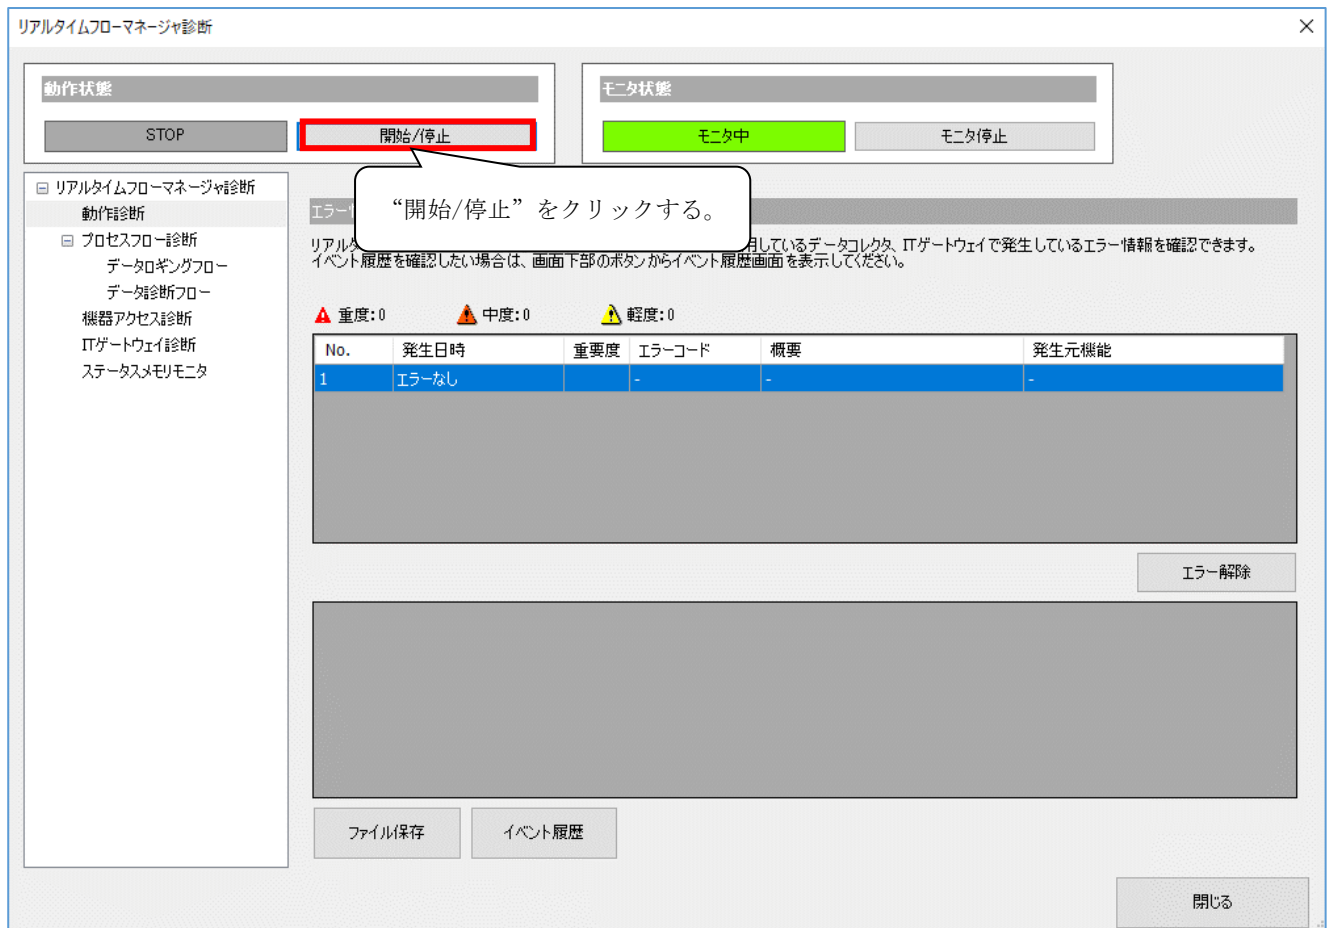 リアルタイムフローマネージャ診断
動作状態
モニタ状態
STOP
開始/停止
モニタ中
モニタ停止
リアルタイムフローマネージャ診断
動作診断
プロセスフロー診断
データロギングフロー
データ診断フロー
機器アクセス診断
ITゲートウェイ診断
ステータスメモリモニタ
“開始/停止”をクリックする。
エラー
リアルタ
用しているデータコレクタ、ITゲートウェイで発生しているエラー情報を確認できます。
イベント履歴を確認したい場合は、画面下部のボタンからイベント履歴画面を表示してください。
重度:0 中度:0 軽度:0
No. 発生日時 重要度 エラーコード 概要 発生元機能
1 エラーなし - - -
エラー解除
ファイル保存
イベント履歴
閉じる